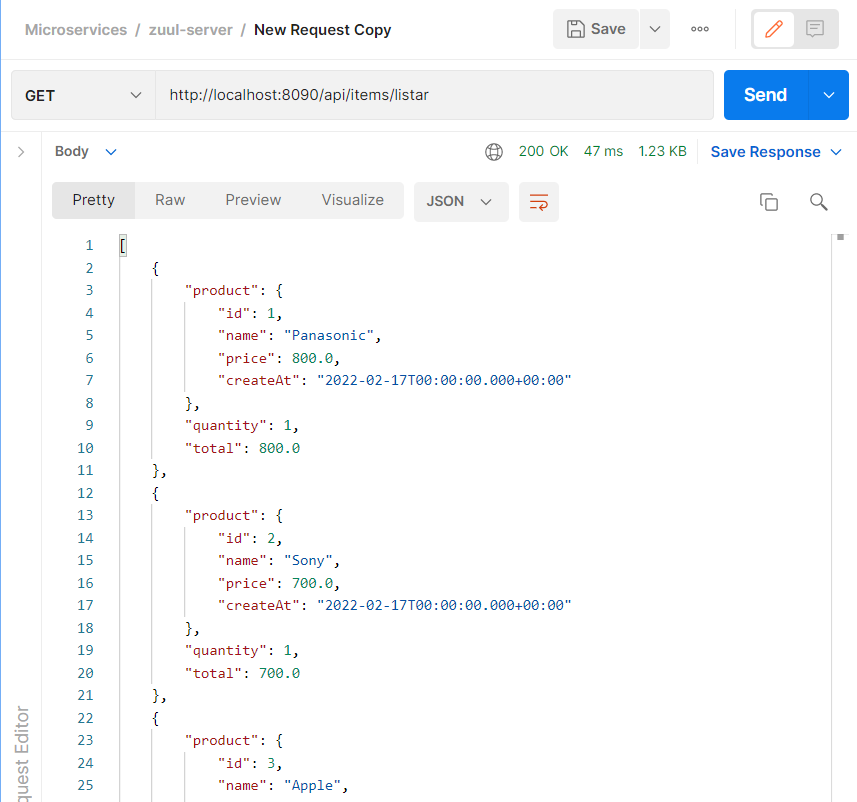 Microservices / zuul-server / New Request Copy Save
GET http://localhost:8090/api/items/listar Send
Body 200 OK 47 ms 1.23 KB Save Response
Pretty Raw Preview Visualize JSON
1 [
2 {
3 "product": {
4 "id": 1,
5 "name": "Panasonic",
6 "price": 800.0,
7 "createAt": "2022-02-17T00:00:00.000+00:00"
8 },
9 "quantity": 1,
10 "total": 800.0
11 },
12 {
13 "product": {
14 "id": 2,
15 "name": "Sony",
16 "price": 700.0,
17 "createAt": "2022-02-17T00:00:00.000+00:00"
18 },
19 "quantity": 1,
20 "total": 700.0
21 },
22 {
23 "product": {
24 "id": 3,
25 "name": "Apple",
quest Editor